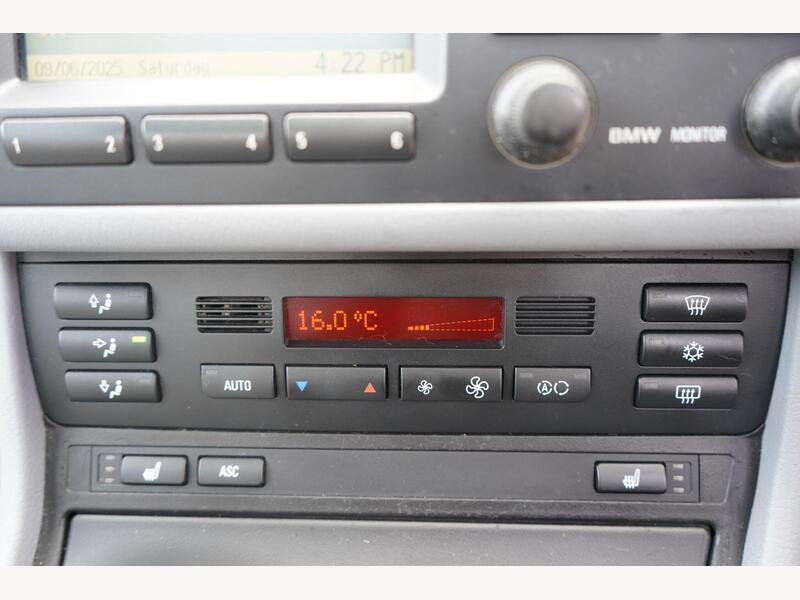 09/06/2025 Saturday 4:22 PM
1 2 3 4 5 6
BMW MONITOR
16.0°C
AUTO
A
ASC